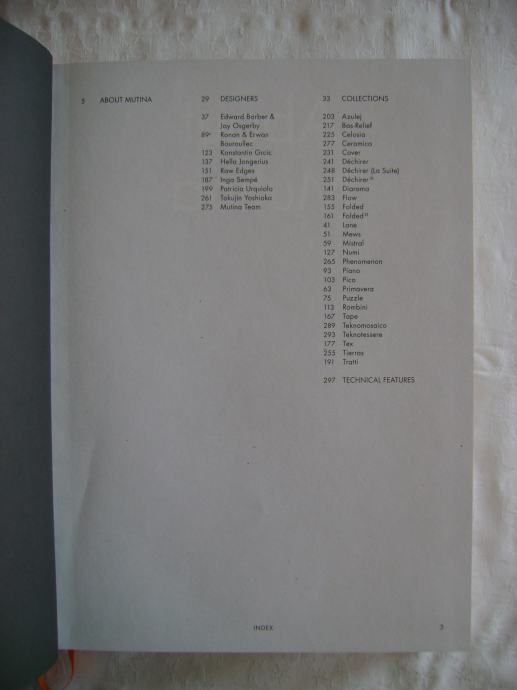 5 ABOUT MUTINA
29 DESIGNERS
37 Edward Barber &
Jay Osgerby
89 Ronan & Erwan
Bouroullec
123 Konstantin Grcic
137 Hella Jongerius
151 Raw Edges
187 Inga Sempé
199 Patricia Urquiola
261 Tokujin Yoshioka
275 Mutina Team
33 COLLECTIONS
203 Azulej
217 Bas-Relief
225 Celosia
277 Ceramica
231 Cover
241 Déchirer
248 Déchirer (La Suite)
251 Déchirer
141 Diarama
283 Flow
155 Folded
161 Folded
41 Lane
51 Mews
59 Mistral
127 Numi
265 Phenomenon
93 Piano
103 Pico
63 Primavera
75 Puzzle
113 Rombini
167 Tape
289 Teknomosaico
293 Teknotessere
177 Tex
255 Tierras
191 Tratti
297 TECHNICAL FEATURES
INDEX
3